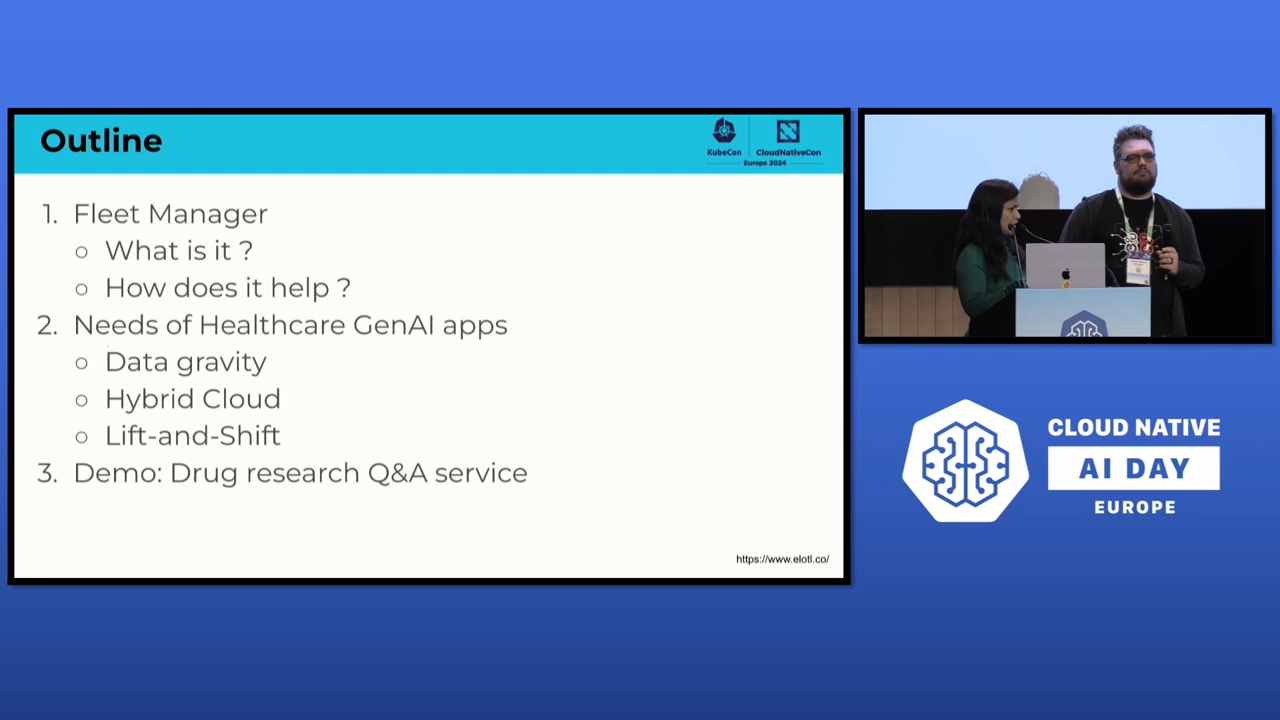 Outline
KubeCon
CloudNativeCon
Europe 2024
1. Fleet Manager
○ What is it ?
○ How does it help ?
2. Needs of Healthcare GenAI apps
○ Data gravity
○ Hybrid Cloud
○ Lift-and-Shift
3. Demo: Drug research Q&A service
https://www.elotl.co/
CLOUD NATIVE
AI DAY
EUROPE